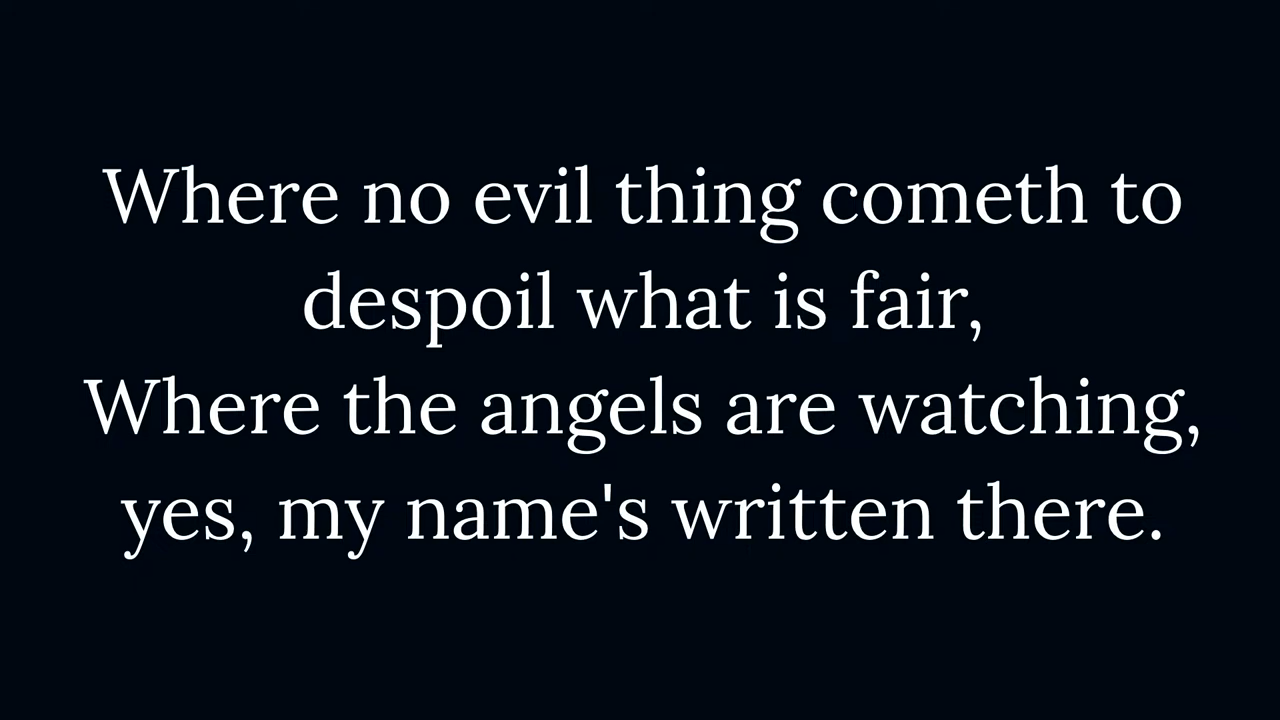 Where no evil thing cometh to
despoil what is fair,
Where the angels are watching,
yes, my name's written there.